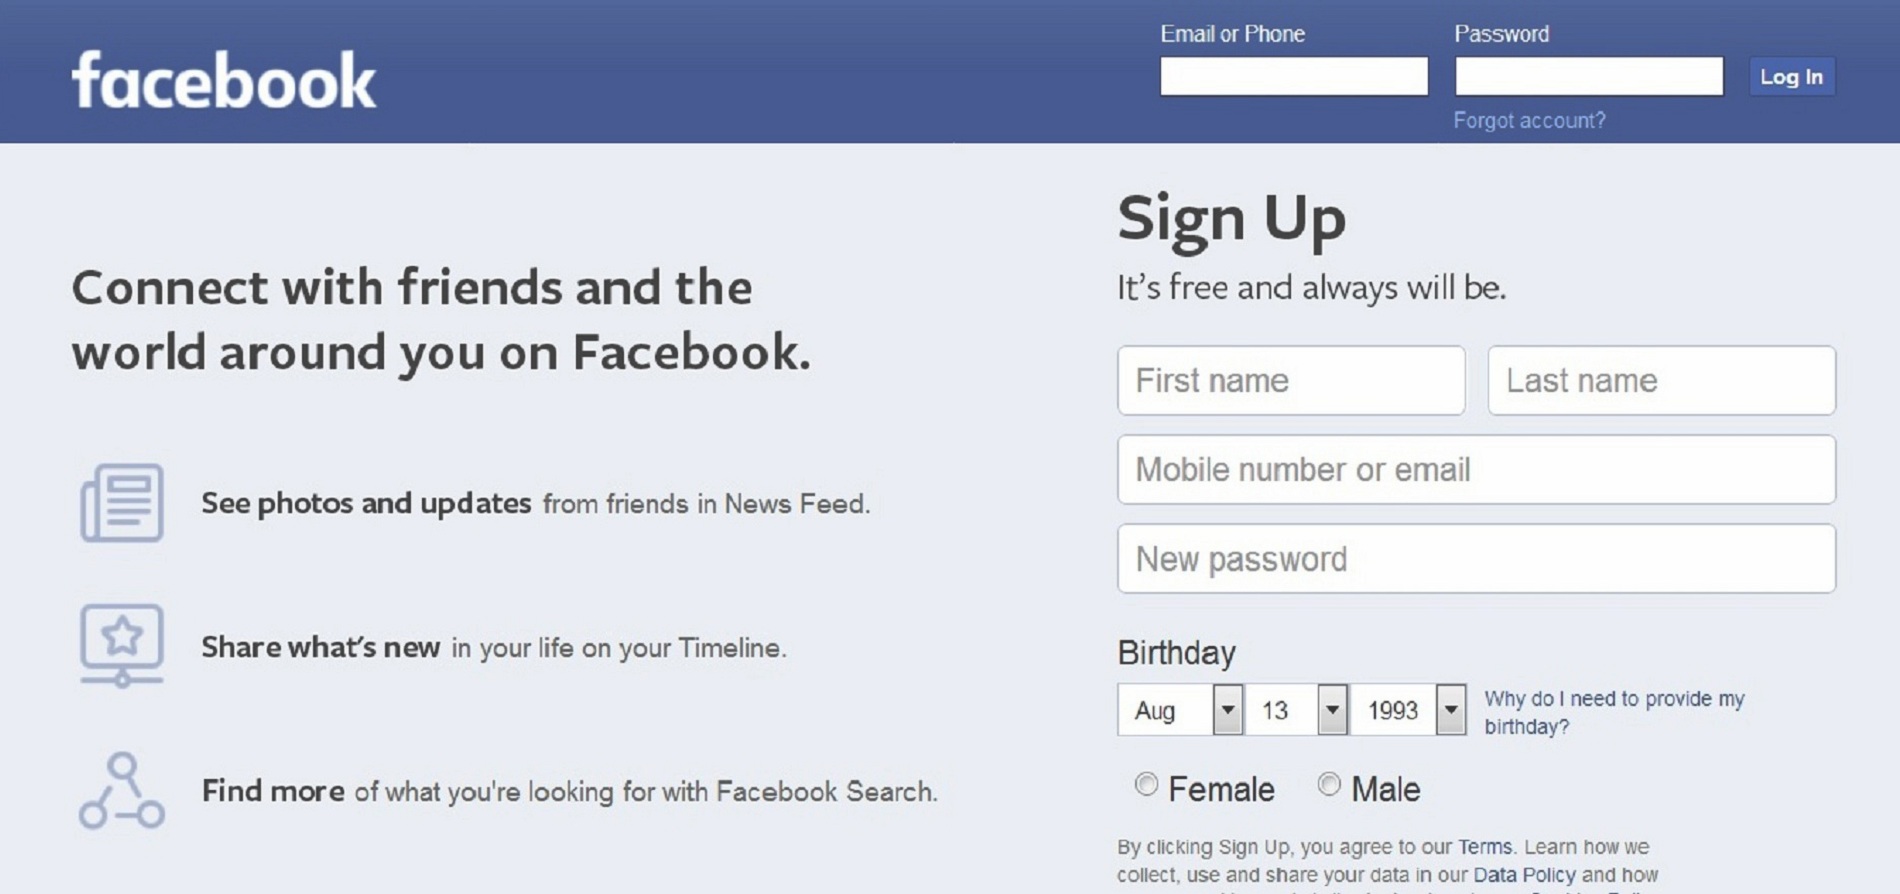 facebook
Email or Phone
Password
Log In
Forgot account?
Connect with friends and the
world around you on Facebook.
See photos and updates from friends in News Feed.
Share what's new in your life on your Timeline.
Find more of what you're looking for with Facebook Search.
Sign Up
It's free and always will be.
First name
Last name
Mobile number or email
New password
Birthday
Aug 13 1993
Why do I need to provide my
birthday?
Female Male
By clicking Sign Up, you agree to our Terms. Learn how we
collect, use and share your data in our Data Policy and how